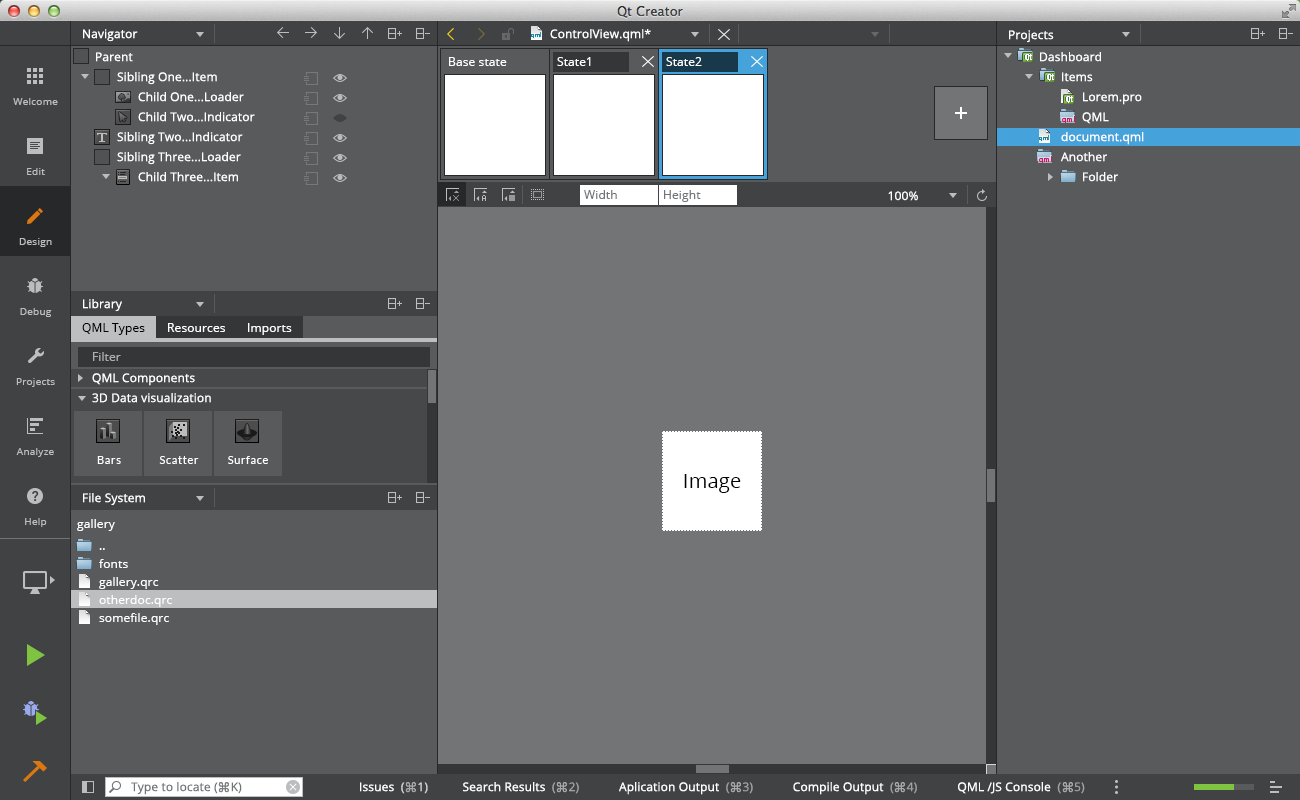 Qt Creator
Navigator
ControlView.qml*
Projects
Parent
Sibling One...Item
Child One...Loader
Child Two...Indicator
Sibling Two...Indicator
Sibling Three...Loader
Child Three...Item
Base state
State1
State2
+
Dashboard
Items
Lorem.pro
QML
document.qml
Another
Folder
Width
Height
100%
Welcome
Edit
Design
Debug
Projects
Analyze
Help
Library
QML Types
Resources
Imports
Filter
QML Components
3D Data visualization
Bars
Scatter
Surface
Image
File System
gallery
..
fonts
gallery.qrc
otherdoc.qrc
somefile.qrc
Type to locate (⌘K)
Issues (⌘1)
Search Results (⌘2)
Aplication Output (⌘3)
Compile Output (⌘4)
QML /JS Console (⌘5)